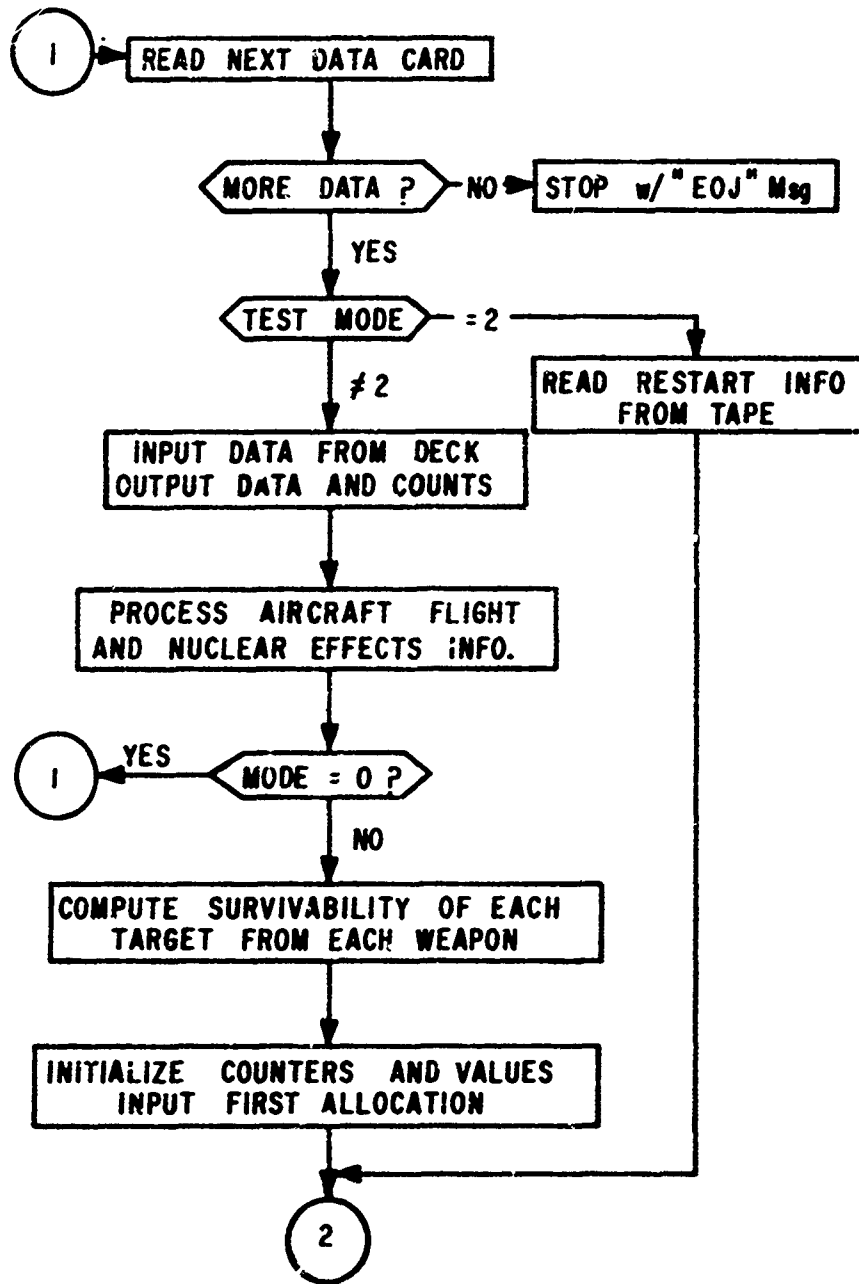 1
READ NEXT DATA CARD
MORE DATA ?
NO
STOP w/ "EOJ" Msg
YES
TEST MODE
=2
≠2
READ RESTART INFO
FROM TAPE
INPUT DATA FROM DECK
OUTPUT DATA AND COUNTS
PROCESS AIRCRAFT FLIGHT
AND NUCLEAR EFFECTS INFO.
1
YES
MODE = 0 ?
NO
COMPUTE SURVIVABILITY OF EACH
TARGET FROM EACH WEAPON
INITIALIZE COUNTERS AND VALUES
INPUT FIRST ALLOCATION
2